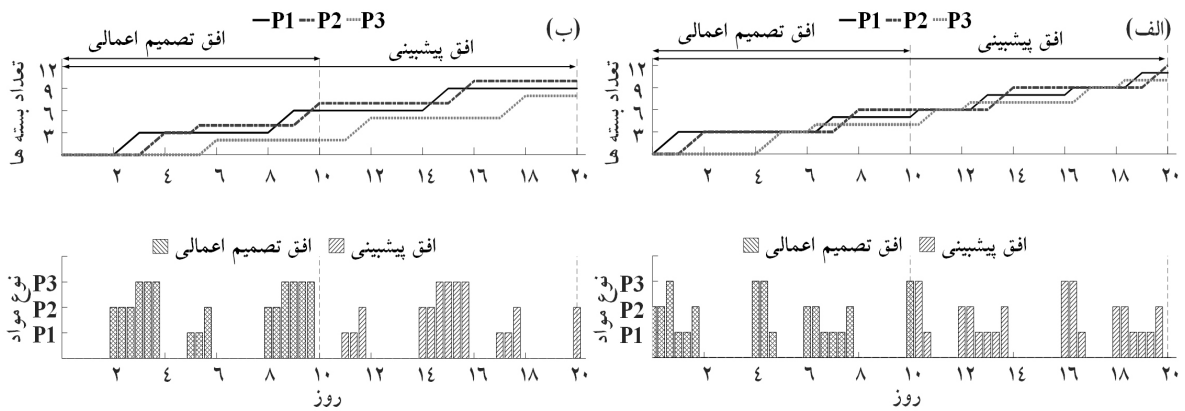 (الف)
P1 P2 P3
افق تصمیم اعمالی
افق پیشبینی
تعداد بسته ها
۱۲
۹
۶
۳
۲ ۴ ۶ ۸ ۱۰ ۱۲ ۱۴ ۱۶ ۱۸ ۲۰
افق تصمیم اعمالی افق پیشبینی
نوع مواد
P3
P2
P1
۲ ۴ ۶ ۸ ۱۰ ۱۲ ۱۴ ۱۶ ۱۸ ۲۰
روز
(ب)
P1 P2 P3
افق تصمیم اعمالی
افق پیشبینی
تعداد بسته ها
۱۲
۹
۶
۳
۲ ۴ ۶ ۸ ۱۰ ۱۲ ۱۴ ۱۶ ۱۸ ۲۰
افق تصمیم اعمالی افق پیشبینی
نوع مواد
P3
P2
P1
۲ ۴ ۶ ۸ ۱۰ ۱۲ ۱۴ ۱۶ ۱۸ ۲۰
روز